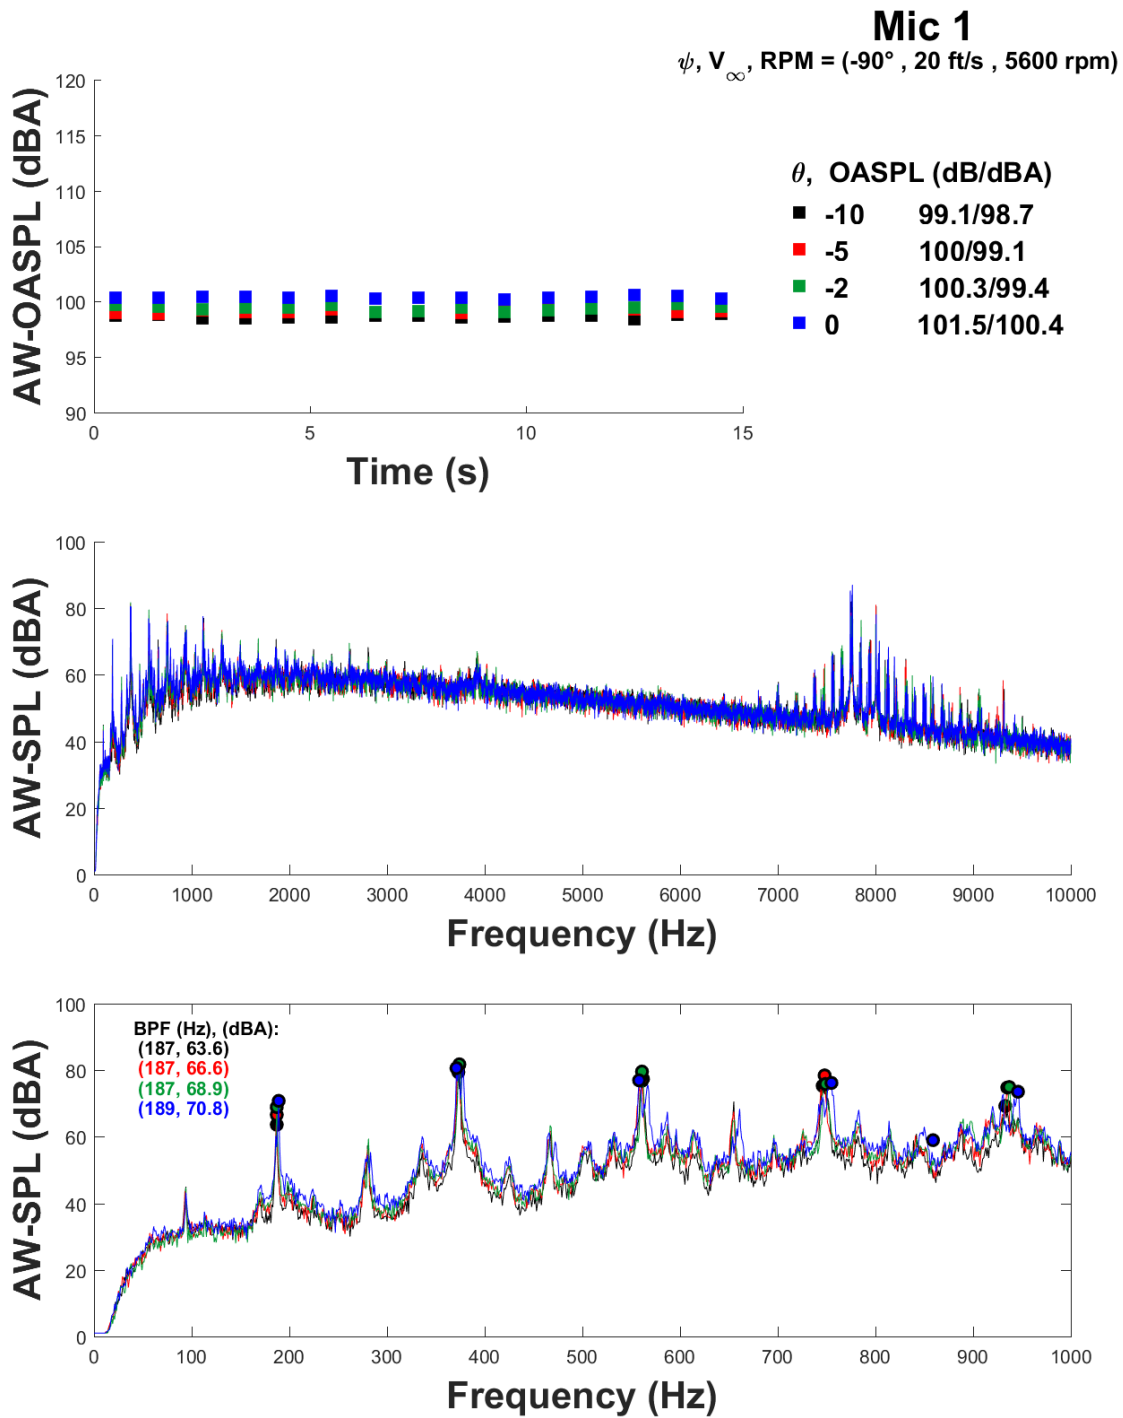 Mic 1
ψ, V∞, RPM = (-90° , 20 ft/s , 5600 rpm)
120
115
110
105
100
95
90
AW-OASPL (dBA)
0 5 10 15
Time (s)
θ, OASPL (dB/dBA)
-10 99.1/98.7
-5 100/99.1
-2 100.3/99.4
0 101.5/100.4
100
80
60
40
20
0
AW-SPL (dBA)
0 1000 2000 3000 4000 5000 6000 7000 8000 9000 10000
Frequency (Hz)
100
80
60
40
20
0
AW-SPL (dBA)
BPF (Hz), (dBA):
(187, 63.6)
(187, 66.6)
(187, 68.9)
(189, 70.8)
0 100 200 300 400 500 600 700 800 900 1000
Frequency (Hz)